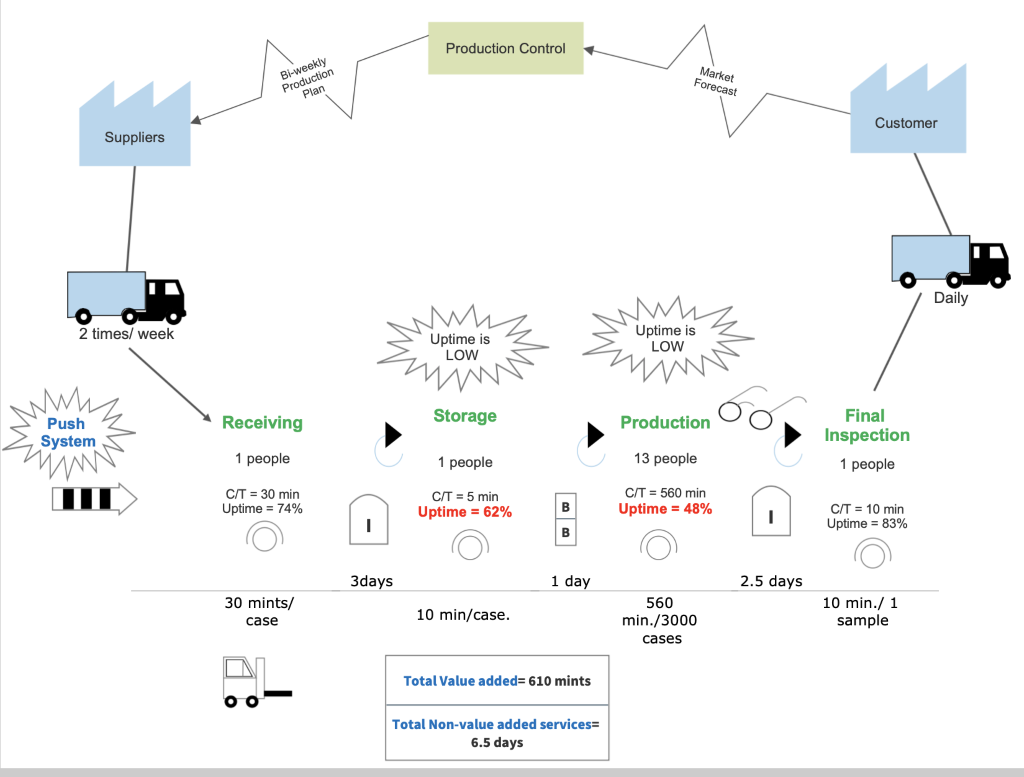 Production Control
Bi-weekly
Production
Plan
Market
Forecast
Suppliers
Customer
2 times/ week
Daily
Uptime is
LOW
Uptime is
LOW
Push
System
Receiving
1 people
C/T = 30 min
Uptime = 74%
I
Storage
1 people
C/T = 5 min
Uptime = 62%
B
B
Production
13 people
C/T = 560 min
Uptime = 48%
I
Final
Inspection
1 people
C/T = 10 min
Uptime = 83%
3days
1 day
2.5 days
30 mints/
case
10 min/case.
560
min./3000
cases
10 min./ 1
sample
Total Value added= 610 mints
Total Non-value added services=
6.5 days